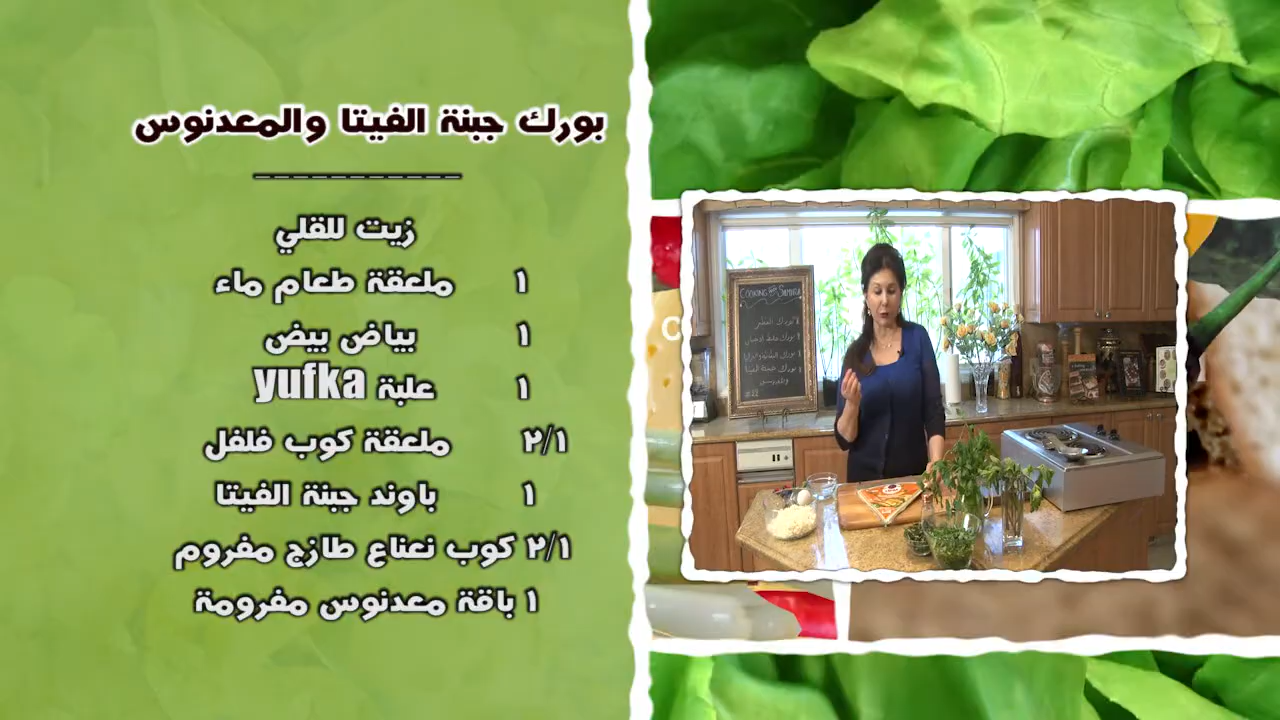 بورك جبنة الفيتا والمعدنوس
-----------
زيت للقلي
١ ملعقة طعام ماء
١ بياض بيض
١ علبة yufka
٢/١ ملعقة كوب فلفل
١ باوند جبنة الفيتا
٢/١ كوب نعناع طازج مفروم
١ باقة معدنوس مفرومة
COOKING